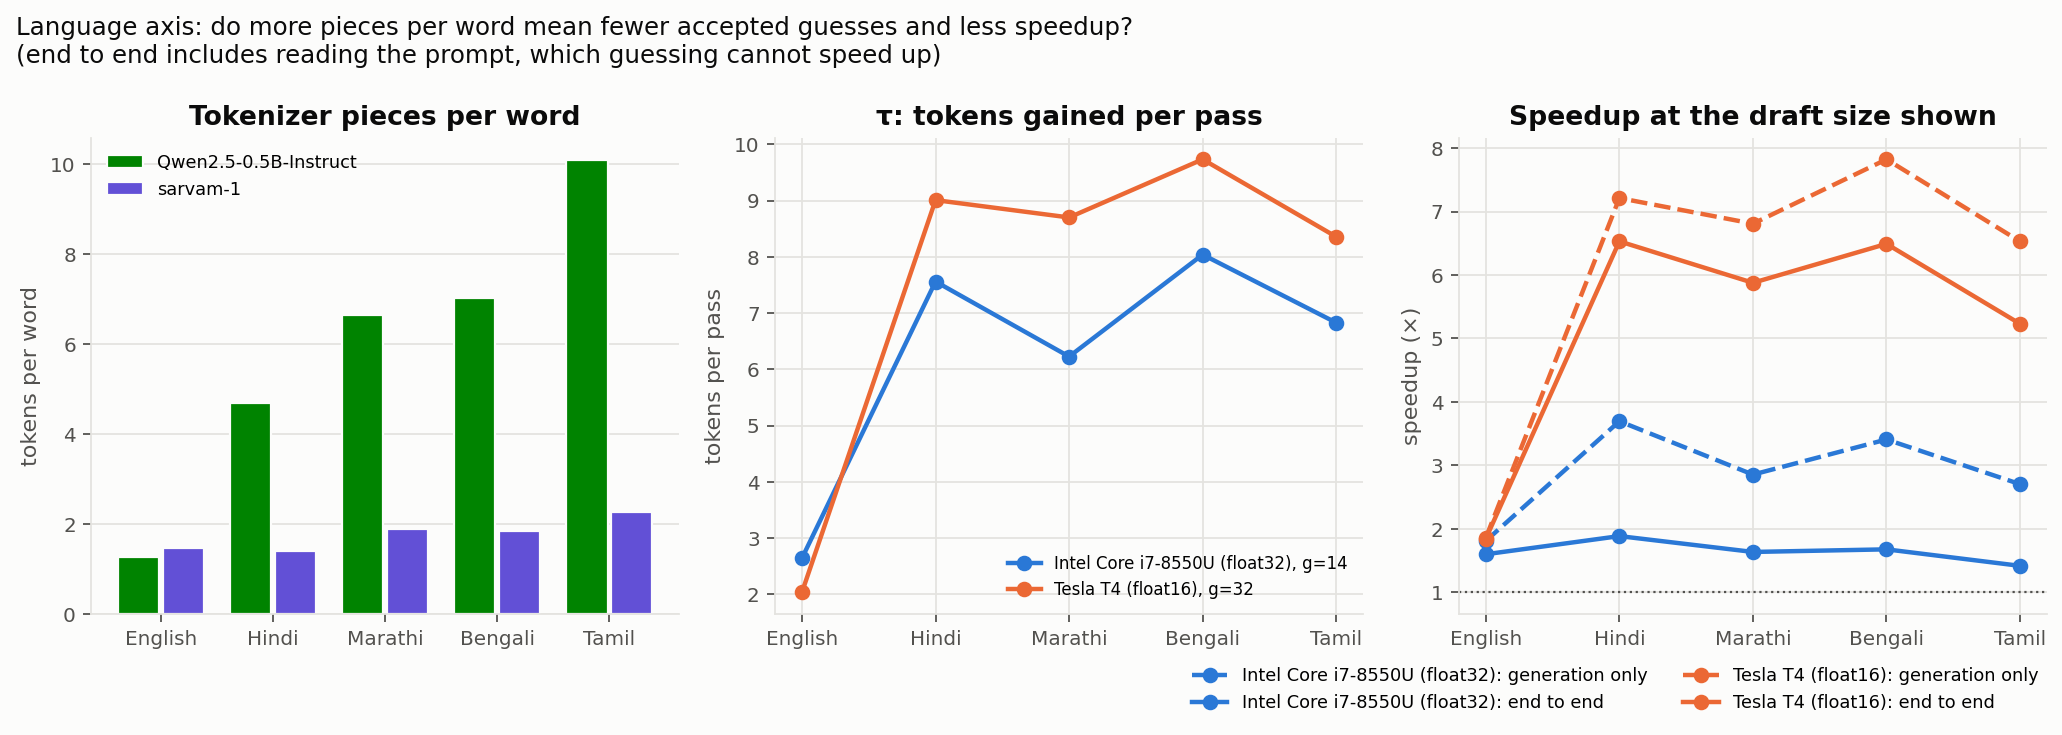 Language axis: do more pieces per word mean fewer accepted guesses and less speedup?
(end to end includes reading the prompt, which guessing cannot speed up)
Tokenizer pieces per word
tokens per word
10
8
6
4
2
0
Qwen2.5-0.5B-Instruct
sarvam-1
English Hindi Marathi Bengali Tamil
τ: tokens gained per pass
tokens per pass
10
9
8
7
6
5
4
3
2
Intel Core i7-8550U (float32), g=14
Tesla T4 (float16), g=32
English Hindi Marathi Bengali Tamil
Speedup at the draft size shown
speedup (×)
8
7
6
5
4
3
2
1
English Hindi Marathi Bengali Tamil
Intel Core i7-8550U (float32): generation only
Intel Core i7-8550U (float32): end to end
Tesla T4 (float16): generation only
Tesla T4 (float16): end to end